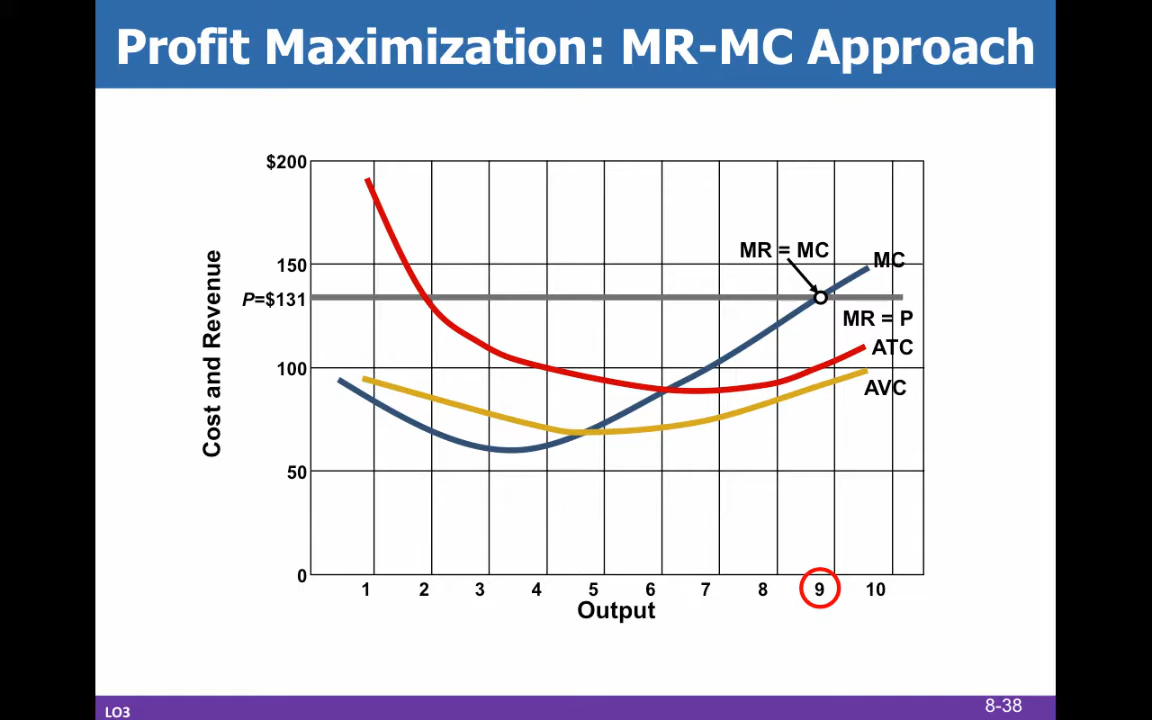 Profit Maximization: MR-MC Approach
$200
MR = MC
150
MC
P=$131
MR = P
ATC
100
AVC
50
0
1 2 3 4 5 6 7 8 9 10
Output
Cost and Revenue
LO3
8-38